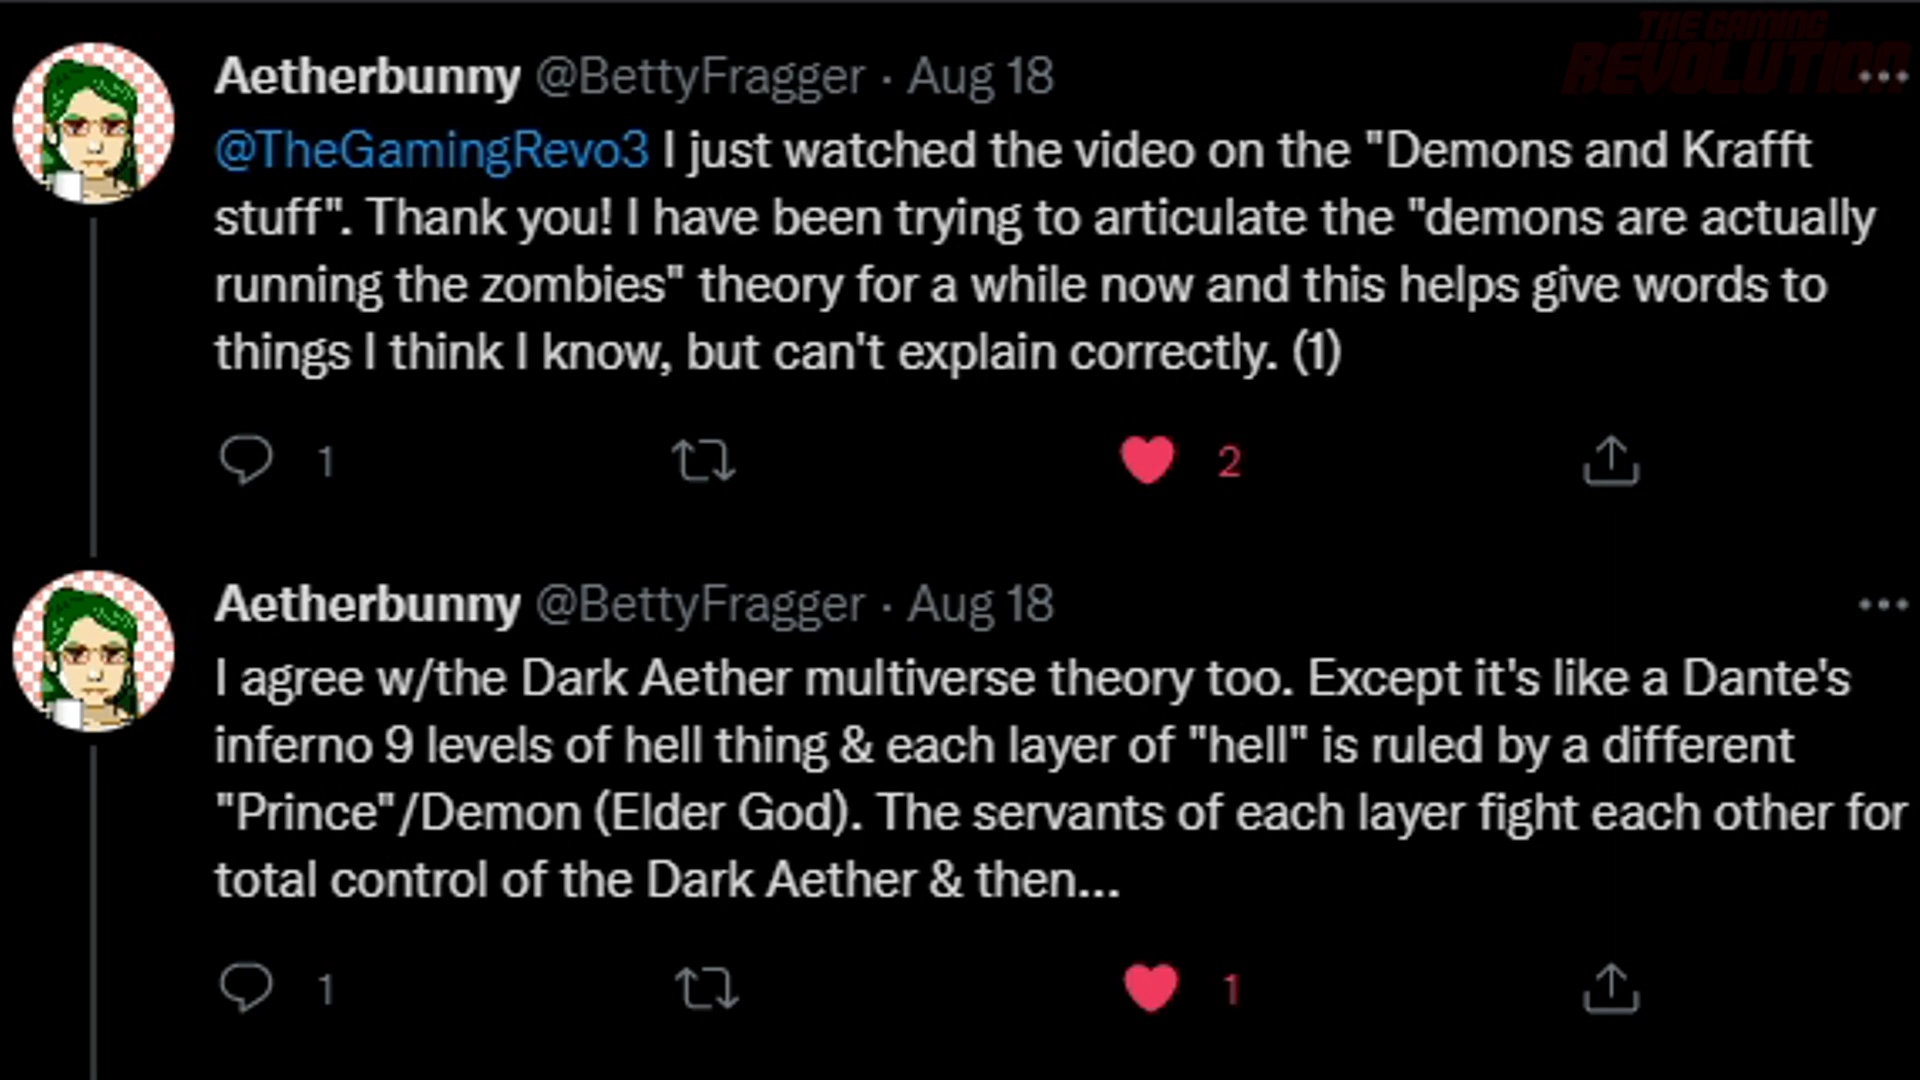 THE GAMING
REVOLUTION
Aetherbunny @BettyFragger · Aug 18
@TheGamingRevo3 I just watched the video on the "Demons and Krafft
stuff". Thank you! I have been trying to articulate the "demons are actually
running the zombies" theory for a while now and this helps give words to
things I think I know, but can't explain correctly. (1)
1 2
Aetherbunny @BettyFragger · Aug 18
I agree w/the Dark Aether multiverse theory too. Except it's like a Dante's
inferno 9 levels of hell thing & each layer of "hell" is ruled by a different
"Prince"/Demon (Elder God). The servants of each layer fight each other for
total control of the Dark Aether & then...
1 1